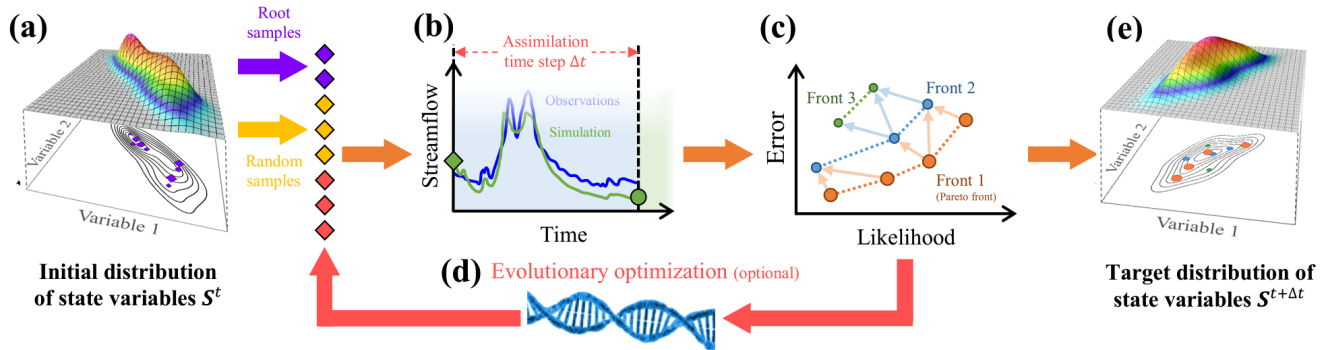 (a)
Root
samples
Variable 2
Variable 1
Random
samples
Initial distribution
of state variables S^t
(b)
Assimilation
time step Δt
Streamflow
Observations
Simulation
Time
(c)
Error
Front 3
Front 2
Front 1
(Pareto front)
Likelihood
(d) Evolutionary optimization (optional)
(e)
Variable 2
Variable 1
Target distribution of
state variables S^{t+Δt}